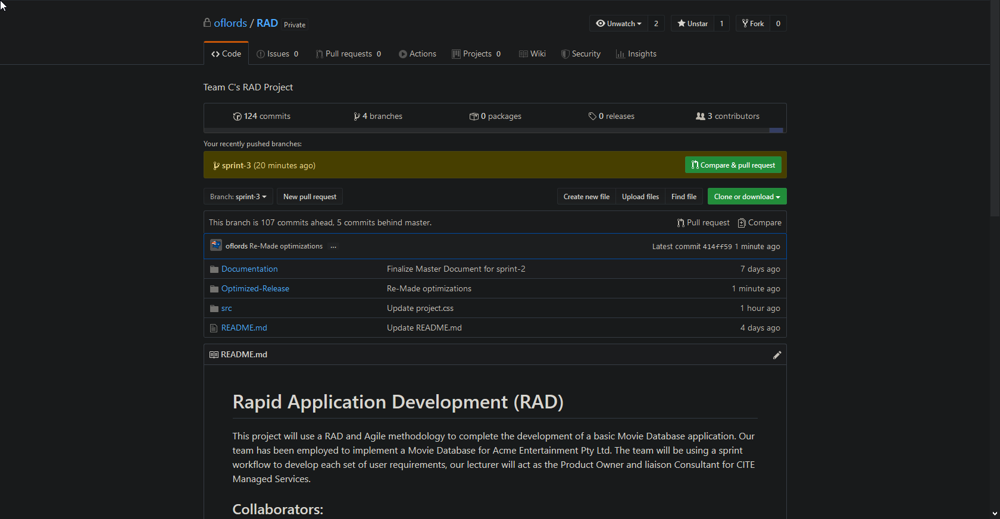 oflords / RAD Private Unwatch 2 Unstar 1 Fork 0
Code Issues 0 Pull requests 0 Actions Projects 0 Wiki Security Insights
Team C's RAD Project
124 commits 4 branches 0 packages 0 releases 3 contributors
Your recently pushed branches:
sprint-3 (20 minutes ago) Compare & pull request
Branch: sprint-3 New pull request Create new file Upload files Find file Clone or download
This branch is 107 commits ahead, 5 commits behind master. Pull request Compare
oflords Re-Made optimizations ... Latest commit 414ff59 1 minute ago
Documentation Finalize Master Document for sprint-2 7 days ago
Optimized-Release Re-Made optimizations 1 minute ago
src Update project.css 1 hour ago
README.md Update README.md 4 days ago
README.md
Rapid Application Development (RAD)
This project will use a RAD and Agile methodology to complete the development of a basic Movie Database application. Our
team has been employed to implement a Movie Database for Acme Entertainment Pty Ltd. The team will be using a sprint
workflow to develop each set of user requirements, our lecturer will act as the Product Owner and liaison Consultant for CITE
Managed Services.
Collaborators: